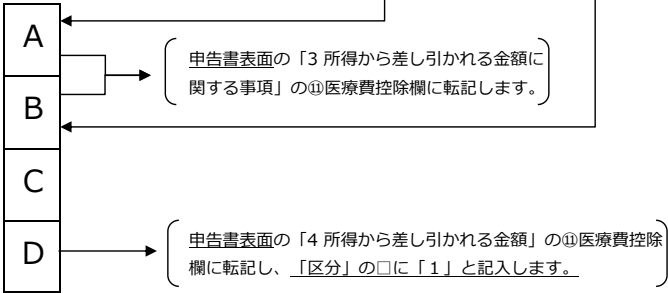 A
申告書表面の「3 所得から差し引かれる金額に
関する事項」の⑪医療費控除欄に転記します。
B
C
D
申告書表面の「4 所得から差し引かれる金額」の⑪医療費控除
欄に転記し、「区分」の□に「1」と記入します。